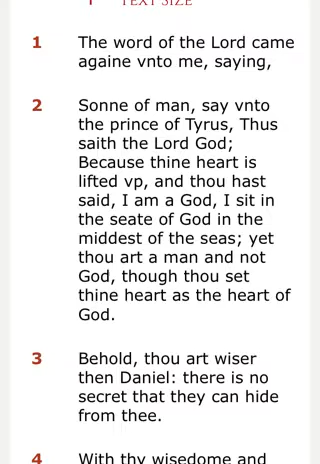 TEXT SIZE
1 The word of the Lord came
againe vnto me, saying,
2 Sonne of man, say vnto
the prince of Tyrus, Thus
saith the Lord God;
Because thine heart is
lifted vp, and thou hast
said, I am a God, I sit in
the seate of God in the
middest of the seas; yet
thou art a man and not
God, though thou set
thine heart as the heart of
God.
3 Behold, thou art wiser
then Daniel: there is no
secret that they can hide
from thee.
4 With thy wisedome and